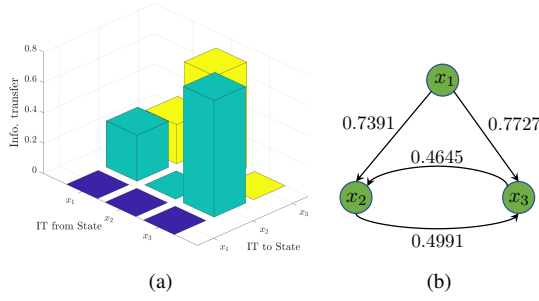 0.8
0.6
0.4
0.2
0
Info. transfer
x₁
x₂
x₃
IT from State
x₁
x₂
x₃
IT to State
(a)
x₁
0.7391
0.7727
0.4645
x₂
x₃
0.4991
(b)